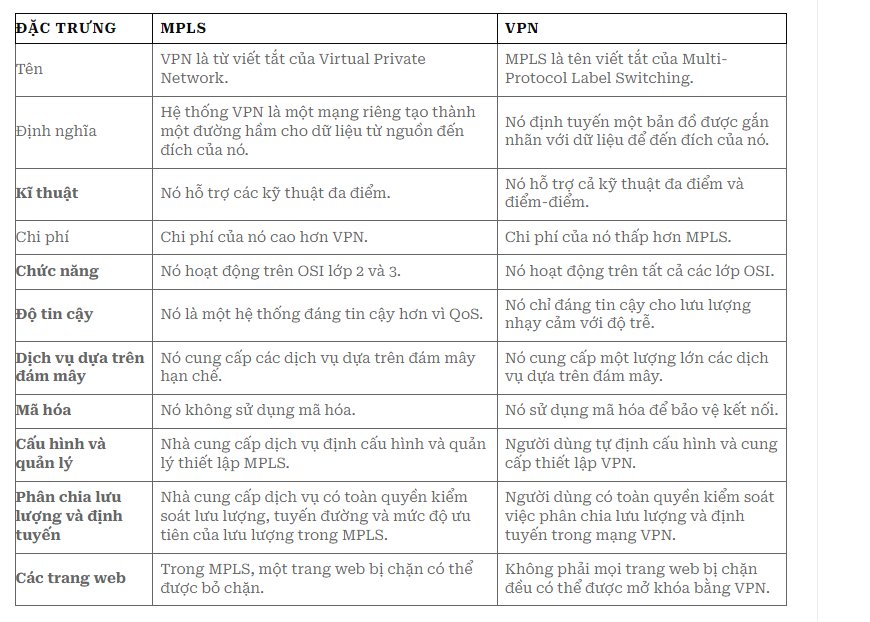 ĐẶC TRƯNG MPLS VPN
Tên
VPN là từ viết tắt của Virtual Private
Network.
MPLS là tên viết tắt của Multi-
Protocol Label Switching.
Định nghĩa
Hệ thống VPN là một mạng riêng tạo thành
một đường hầm cho dữ liệu từ nguồn đến
đích của nó.
Nó định tuyến một bản đồ được gắn
nhãn với dữ liệu để đến đích của nó.
Kĩ thuật
Nó hỗ trợ các kỹ thuật đa điểm.
Nó hỗ trợ cả kỹ thuật đa điểm và
điểm-điểm.
Chi phí
Chi phí của nó cao hơn VPN.
Chi phí của nó thấp hơn MPLS.
Chức năng
Nó hoạt động trên OSI lớp 2 và 3.
Nó hoạt động trên tất cả các lớp OSI.
Độ tin cậy
Nó là một hệ thống đáng tin cậy hơn vì QoS.
Nó chỉ đáng tin cậy cho lưu lượng
nhạy cảm với độ trễ.
Dịch vụ dựa trên
đám mây
Nó cung cấp các dịch vụ dựa trên đám mây
hạn chế.
Nó cung cấp một lượng lớn các dịch
vụ dựa trên đám mây.
Mã hóa
Nó không sử dụng mã hóa.
Nó sử dụng mã hóa để bảo vệ kết nối.
Cấu hình và
quản lý
Nhà cung cấp dịch vụ định cấu hình và quản
lý thiết lập MPLS.
Người dùng tự định cấu hình và cung
cấp thiết lập VPN.
Phân chia lưu
lượng và định
tuyến
Nhà cung cấp dịch vụ có toàn quyền kiểm
soát lưu lượng, tuyến đường và mức độ ưu
tiên của lưu lượng trong MPLS.
Người dùng có toàn quyền kiểm soát
việc phân chia lưu lượng và định
tuyến trong mạng VPN.
Các trang web
Trong MPLS, một trang web bị chặn có thể
được bỏ chặn.
Không phải mọi trang web bị chặn
đều có thể được mở khóa bằng VPN.